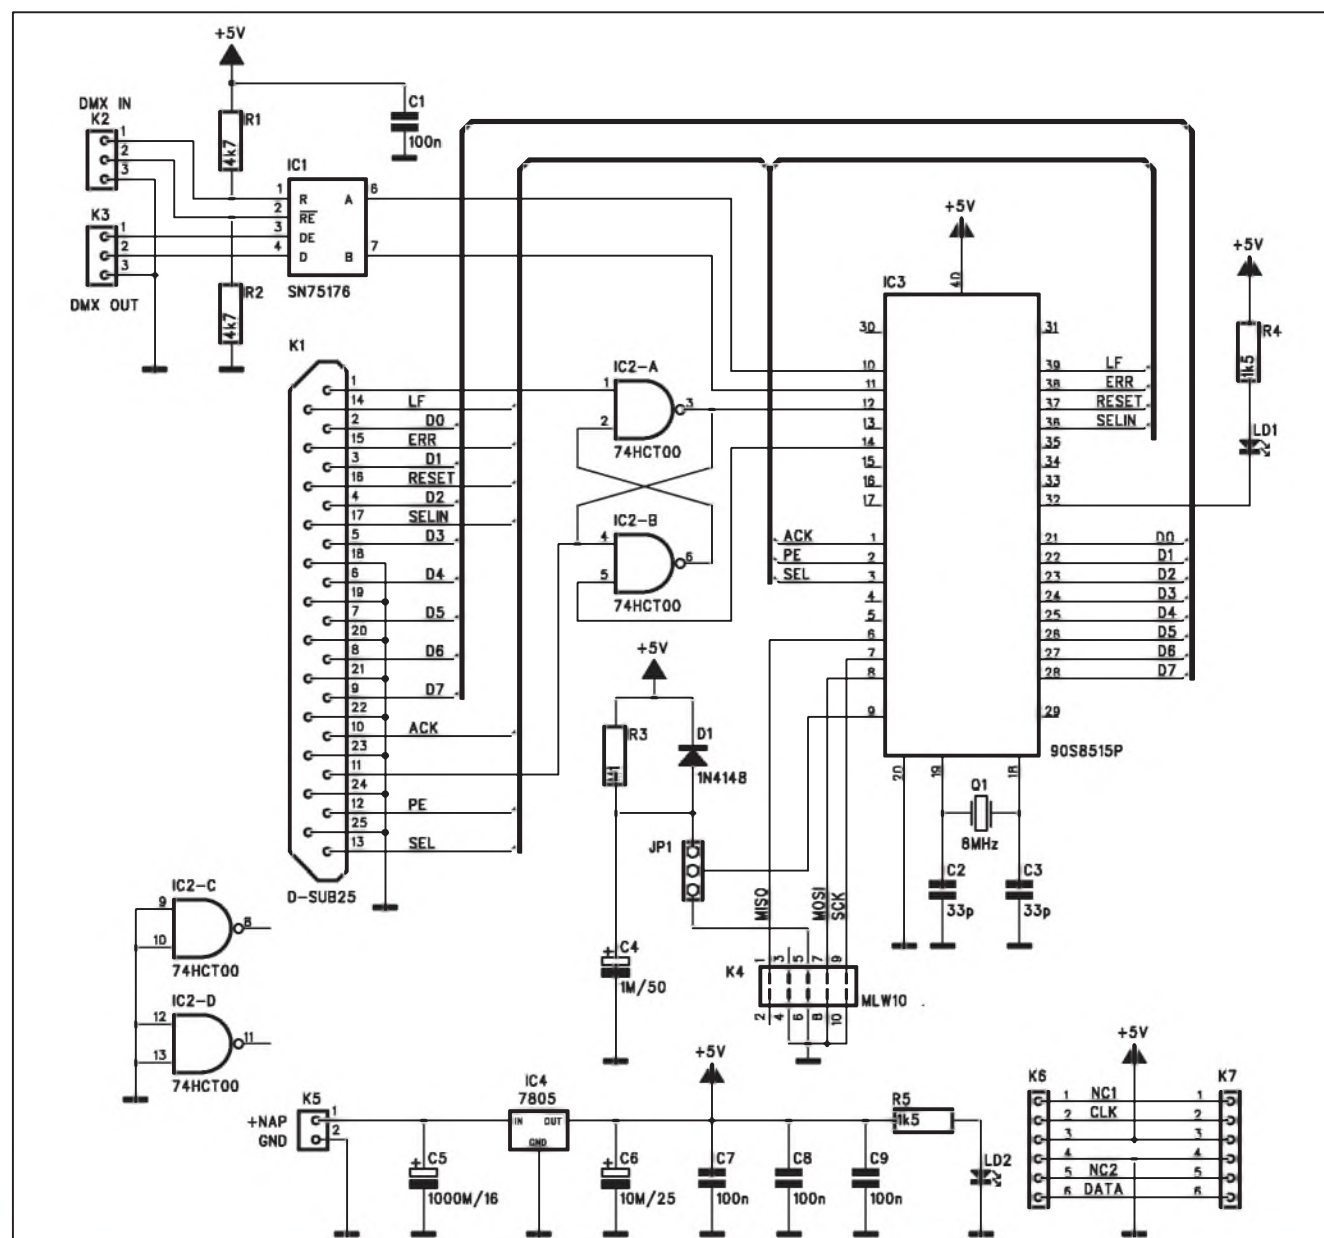 +5V
DMX IN
K2
1
2
3
R1
4k7
C1
100n
IC1
1 R A 6
2 RE
3 DE
4 D B 7
SN75176
K3
1
2
3
DMX OUT
R2
4k7
K1
1
14 LF
2 D0
15 ERR
3 D1
16 RESET
4 D2
17 SELIN
5 D3
18
6 D4
19
7 D5
20
8 D6
21
9 D7
22
10 ACK
23
11
24
12 PE
25
13 SEL
D-SUB25
IC2-A
1
2
3
74HCT00
IC2-B
4
5
6
74HCT00
+5V
40
IC3
30 31
10 39 LF
11 38 ERR
12 37 RESET
13 36 SELIN
14 35
15 34
16 33
17 32
ACK 1 21 D0
PE 2 22 D1
SEL 3 23 D2
4 24 D3
5 25 D4
6 26 D5
7 27 D6
8 28 D7
9 29
90S8515P
20
19
18
Q1
8MHz
C2
33p
C3
33p
+5V
R4
1k5
LD1
+5V
R3
M1
D1
1N4148
JP1
C4
+
1M/50
MISO
MOSI
SCK
K4
1 3 5 7 9
2 4 6 8 10
MLW10
IC2-C
9
10
8
74HCT00
IC2-D
12
13
11
74HCT00
K5
+NAP 1
GND 2
C5
+
1000M/16
IC4
7805
IN OUT
GND
C6
+
10M/25
+5V
C7
100n
C8
100n
C9
100n
R5
1k5
LD2
+5V
K6 K7
1 NC1 1
2 CLK 2
3 3
4 4
5 NC2 5
6 DATA 6